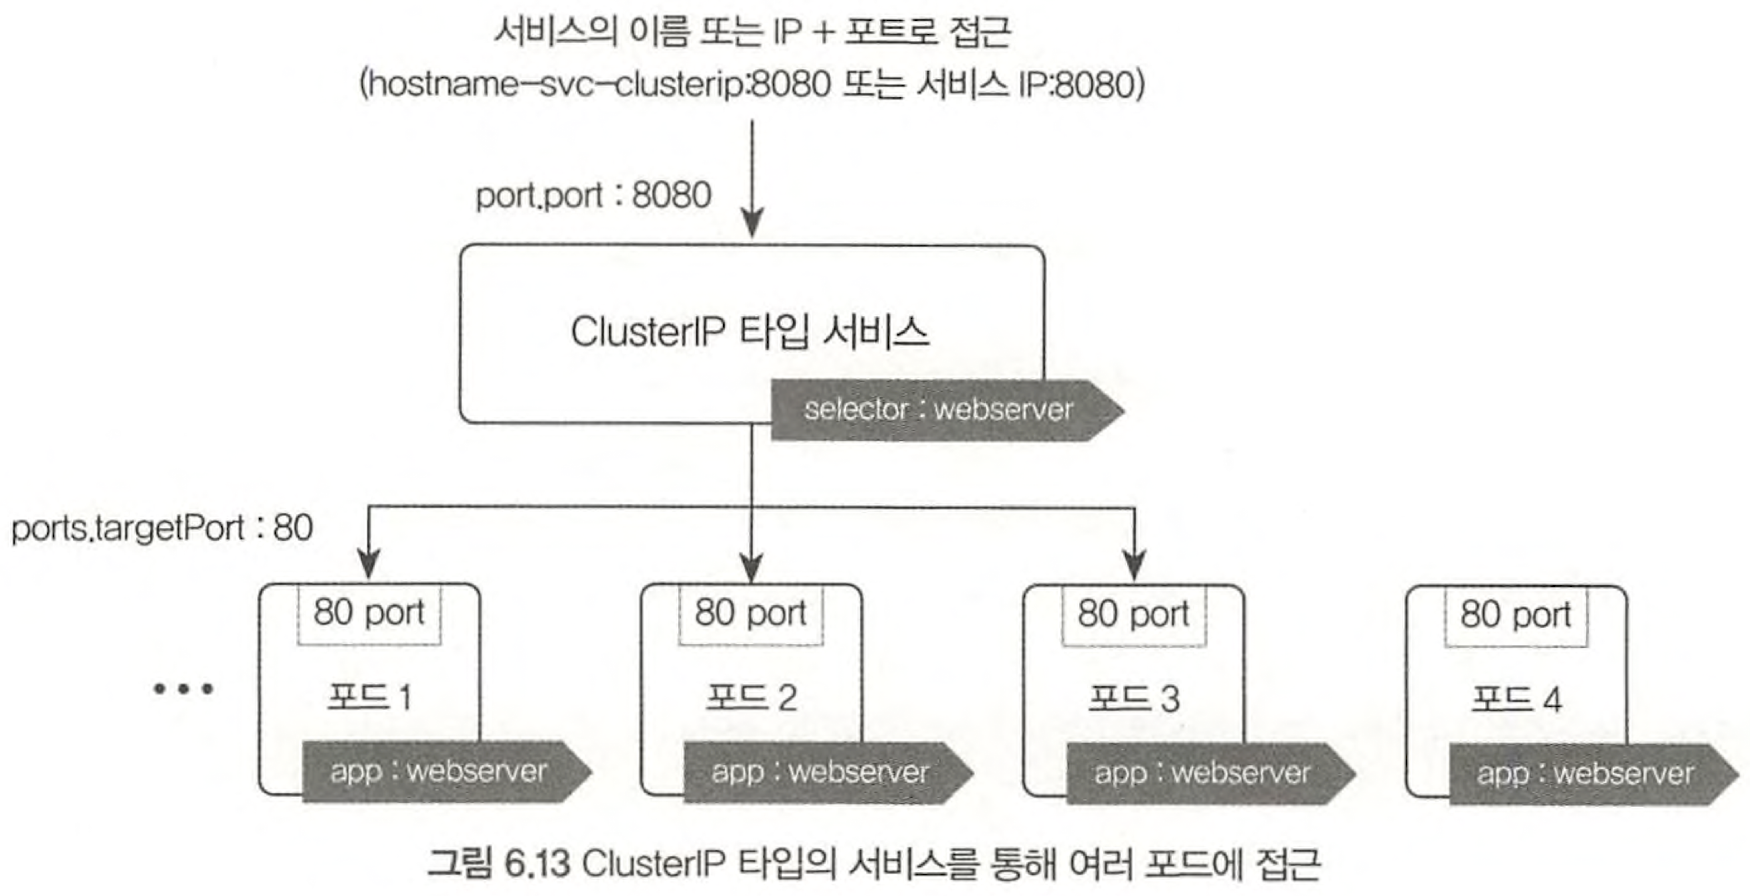 서비스의 이름 또는 IP + 포트로 접근
(hostname-svc-clusterip:8080 또는 서비스 IP:8080)
port.port : 8080
ClusterIP 타입 서비스
selector : webserver
ports.targetPort : 80
80 port
80 port
80 port
80 port
...
포드 1
포드 2
포드 3
포드 4
app : webserver
app : webserver
app : webserver
app : webserver
그림 6.13 ClusterIP 타입의 서비스를 통해 여러 포드에 접근